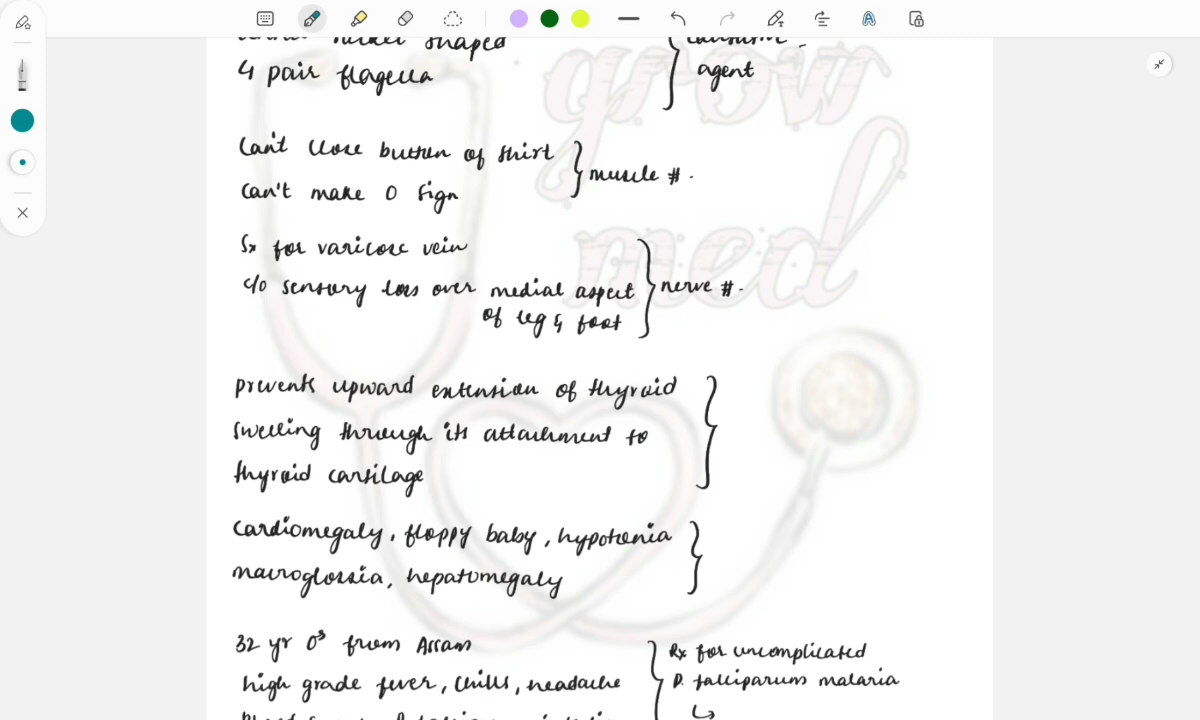 shaped
4 pair flagella
agent
Can't close button of shirt
Can't make O sign
muscle # .
Sx for varicose vein
c/o sensory loss over medial aspect
of leg & foot
nerve # .
prevents upward extension of thyroid
swelling through its attachment to
thyroid cartilage
Cardiomegaly, floppy baby, hypotonia
macroglossia, hepatomegaly
32 yr from Assam
high grade fever, chills, headache
Rx for uncomplicated
P. falciparum malaria
grow
med